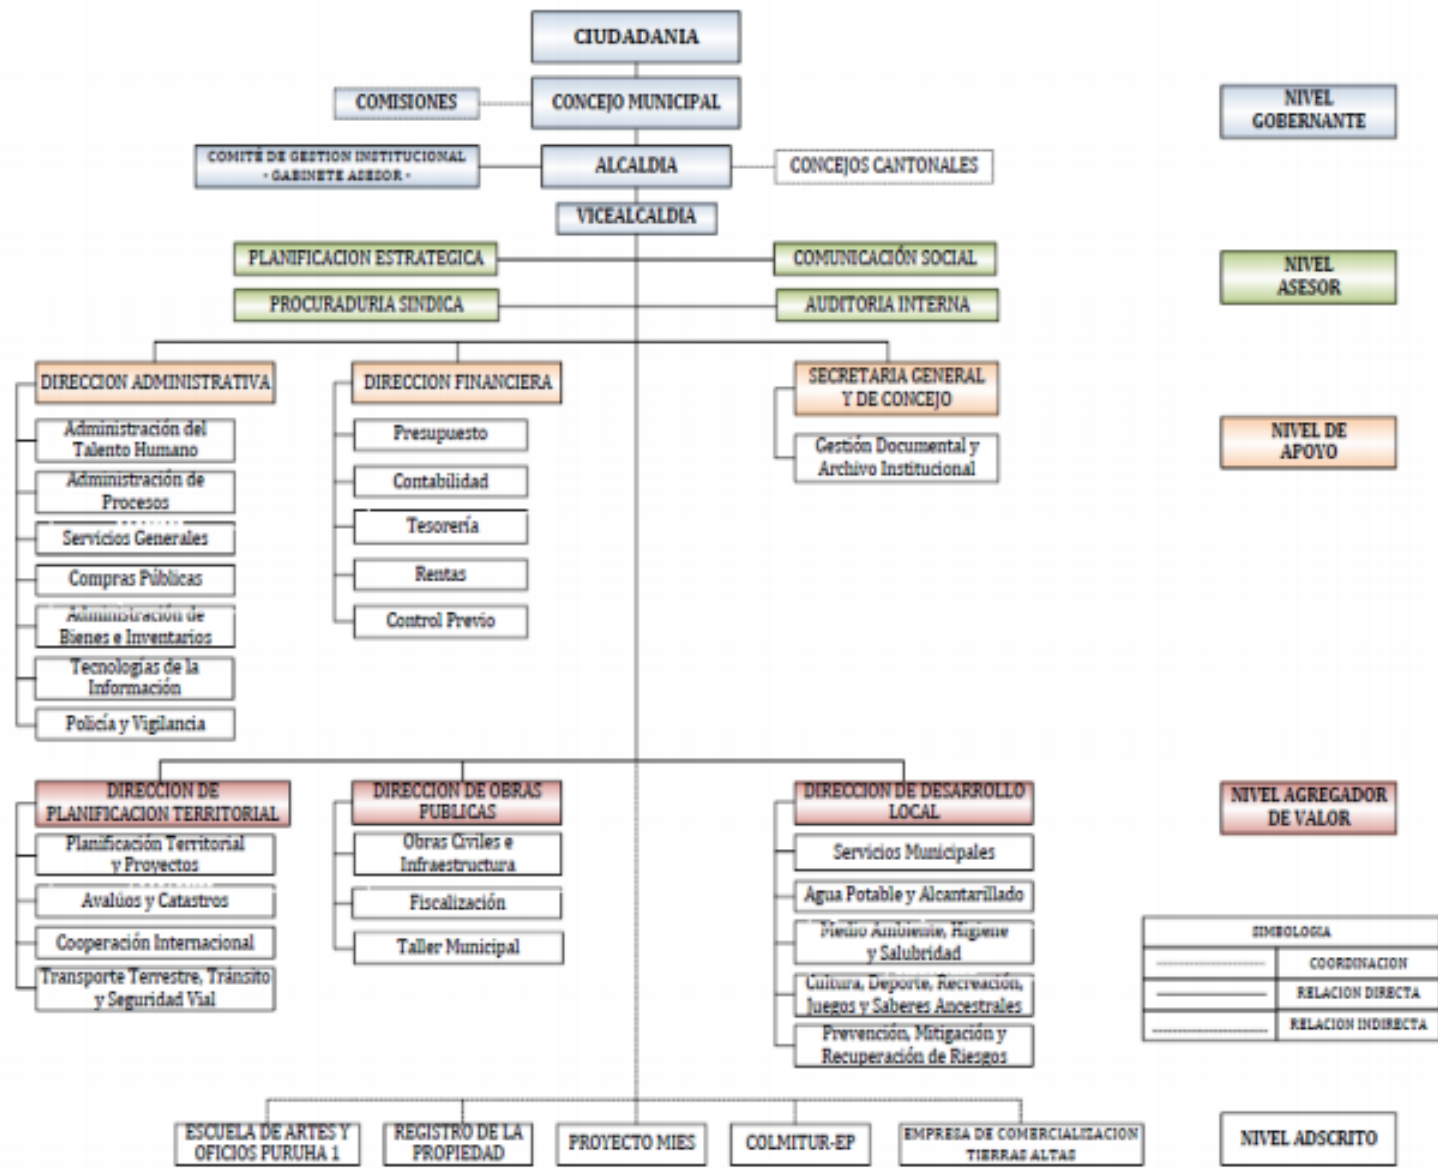 CIUDADANIA
COMISIONES
CONCEJO MUNICIPAL
NIVEL
GOBERNANTE
COMITÉ DE GESTION INSTITUCIONAL
- GABINETE ASESOR -
ALCALDIA
CONCEJOS CANTONALES
VICEALCALDIA
PLANIFICACION ESTRATEGICA
COMUNICACIÓN SOCIAL
NIVEL
ASESOR
PROCURADURIA SINDICA
AUDITORIA INTERNA
DIRECCION ADMINISTRATIVA
Administración del
Talento Humano
Administración de
Procesos
Servicios Generales
Compras Públicas
Administración de
Bienes e Inventarios
Tecnologías de la
Información
Policía y Vigilancia
DIRECCION FINANCIERA
Presupuesto
Contabilidad
Tesorería
Rentas
Control Previo
SECRETARIA GENERAL
Y DE CONCEJO
Gestión Documental y
Archivo Institucional
NIVEL DE
APOYO
DIRECCION DE
PLANIFICACION TERRITORIAL
Planificación Territorial
y Proyectos
Avalúos y Catastros
Cooperación Internacional
Transporte Terrestre, Tránsito
y Seguridad Vial
DIRECCION DE OBRAS
PUBLICAS
Obras Civiles e
Infraestructura
Fiscalización
Taller Municipal
DIRECCION DE DESARROLLO
LOCAL
Servicios Municipales
Agua Potable y Alcantarillado
Medio Ambiente, Higiene
y Salubridad
Cultura, Deporte, Recreación,
Juegos y Saberes Ancestrales
Prevención, Mitigación y
Recuperación de Riesgos
NIVEL AGREGADOR
DE VALOR
SIMBOLOGIA
COORDINACION
RELACION DIRECTA
RELACION INDIRECTA
ESCUELA DE ARTES Y
OFICIOS PURUHA 1
REGISTRO DE LA
PROPIEDAD
PROYECTO MIES
COLMITUR-EP
EMPRESA DE COMERCIALIZACION
TIERRAS ALTAS
NIVEL ADSCRITO